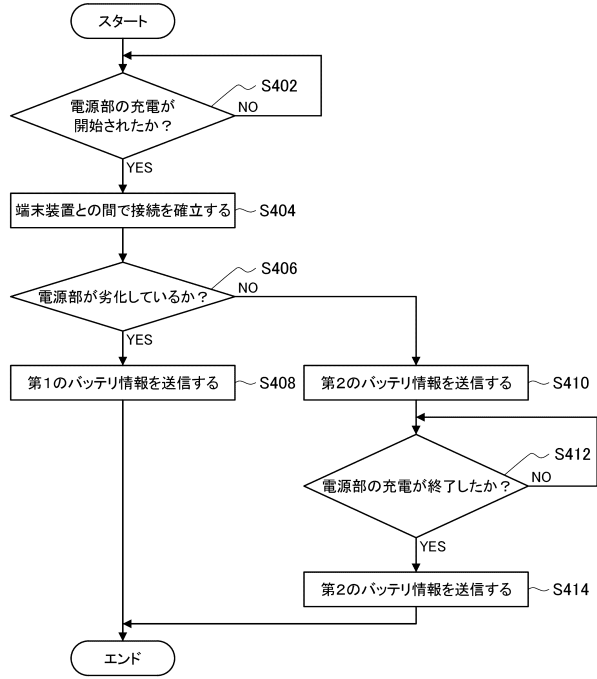 スタート
S402
電源部の充電が
開始されたか？
NO
YES
端末装置との間で接続を確立する
S404
S406
電源部が劣化しているか？
NO
YES
第１のバッテリ情報を送信する
S408
第２のバッテリ情報を送信する
S410
S412
電源部の充電が終了したか？
NO
YES
第２のバッテリ情報を送信する
S414
エンド